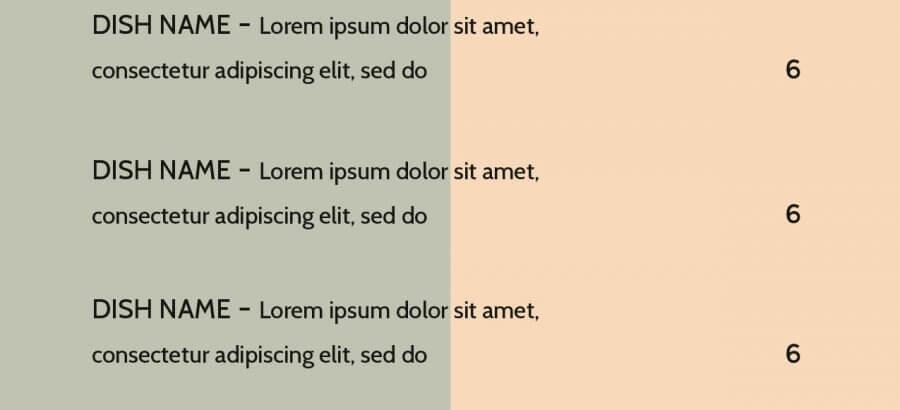 DISH NAME - Lorem ipsum dolor sit amet,
consectetur adipiscing elit, sed do 6
DISH NAME - Lorem ipsum dolor sit amet,
consectetur adipiscing elit, sed do 6
DISH NAME - Lorem ipsum dolor sit amet,
consectetur adipiscing elit, sed do 6